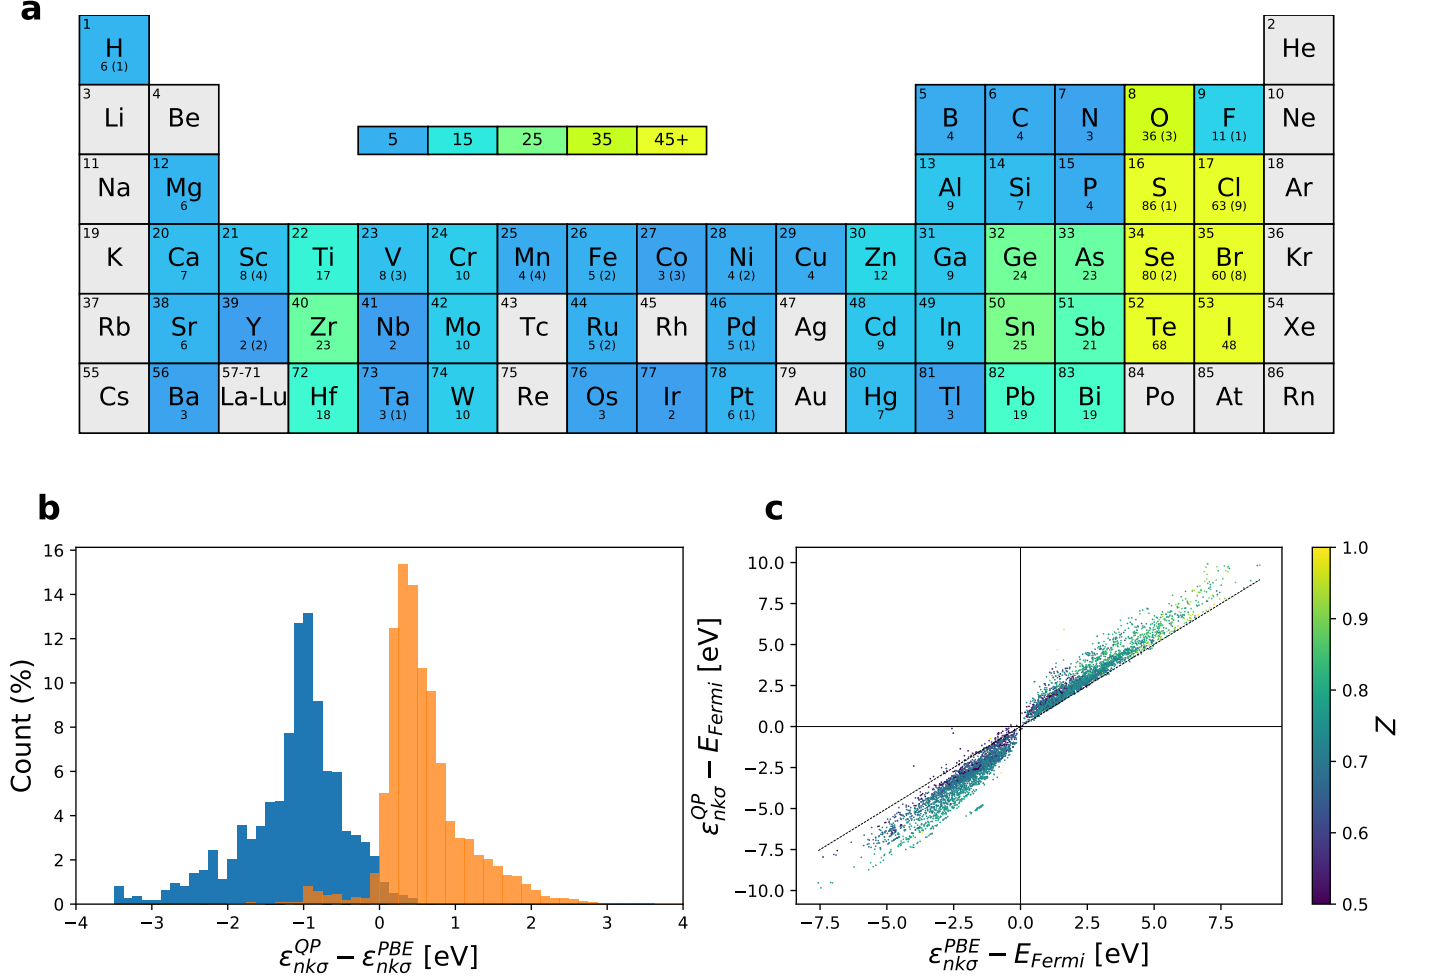 a
1 2
H He
6 (1)
3 4 5 6 7 8 9 10
Li Be B C N O F Ne
4 4 3 36 (3) 11 (1)
5 15 25 35 45+
11 12 13 14 15 16 17 18
Na Mg Al Si P S Cl Ar
6 9 7 4 86 (1) 63 (9)
19 20 21 22 23 24 25 26 27 28 29 30 31 32 33 34 35 36
K Ca Sc Ti V Cr Mn Fe Co Ni Cu Zn Ga Ge As Se Br Kr
7 8 (4) 17 8 (3) 10 4 (4) 5 (2) 3 (3) 4 (2) 4 12 9 24 23 80 (2) 60 (8)
37 38 39 40 41 42 43 44 45 46 47 48 49 50 51 52 53 54
Rb Sr Y Zr Nb Mo Tc Ru Rh Pd Ag Cd In Sn Sb Te I Xe
6 2 (2) 23 2 10 5 (2) 5 (1) 9 9 25 21 68 48
55 56 57-71 72 73 74 75 76 77 78 79 80 81 82 83 84 85 86
Cs Ba La-Lu Hf Ta W Re Os Ir Pt Au Hg Tl Pb Bi Po At Rn
3 18 3 (1) 10 3 2 6 (1) 7 3 19 19
b
Count (%)
16
14
12
10
8
6
4
2
0
−4 −3 −2 −1 0 1 2 3 4
ε^{QP}_{nkσ} − ε^{PBE}_{nkσ} [eV]
c
ε^{QP}_{nkσ} − E_{Fermi} [eV]
10.0
7.5
5.0
2.5
0.0
−2.5
−5.0
−7.5
−10.0
−7.5 −5.0 −2.5 0.0 2.5 5.0 7.5
ε^{PBE}_{nkσ} − E_{Fermi} [eV]
1.0
0.9
0.8
0.7
0.6
0.5
Z